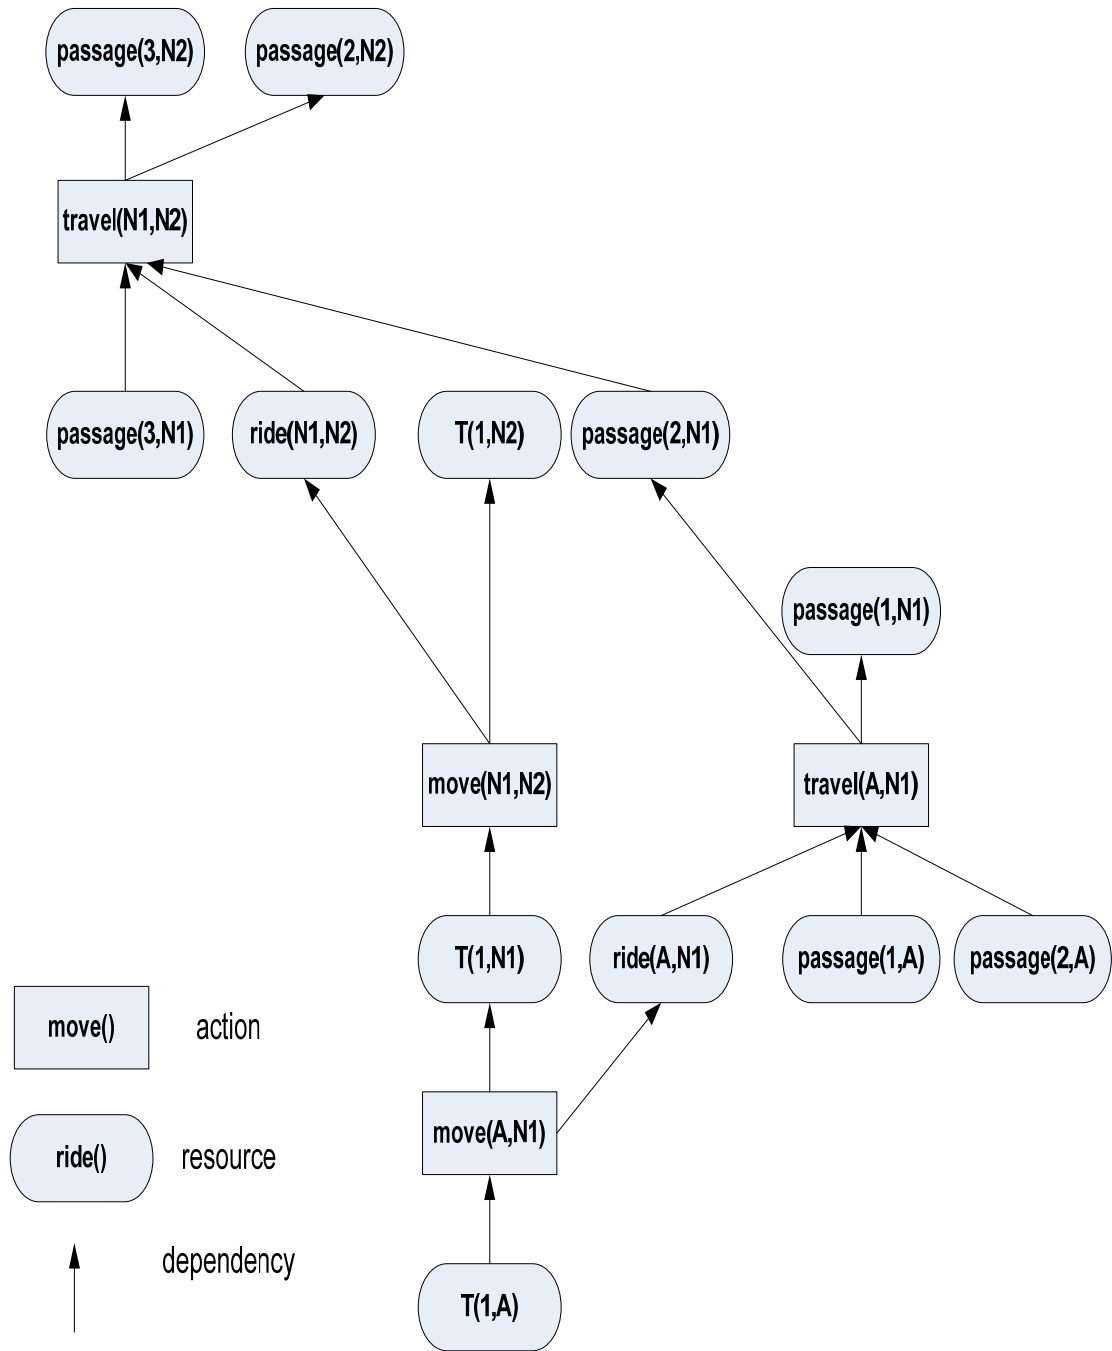 passage(3,N2)
passage(2,N2)
travel(N1,N2)
passage(3,N1)
ride(N1,N2)
T(1,N2)
passage(2,N1)
passage(1,N1)
move(N1,N2)
travel(A,N1)
T(1,N1)
ride(A,N1)
passage(1,A)
passage(2,A)
move()
action
move(A,N1)
ride()
resource
dependency
T(1,A)